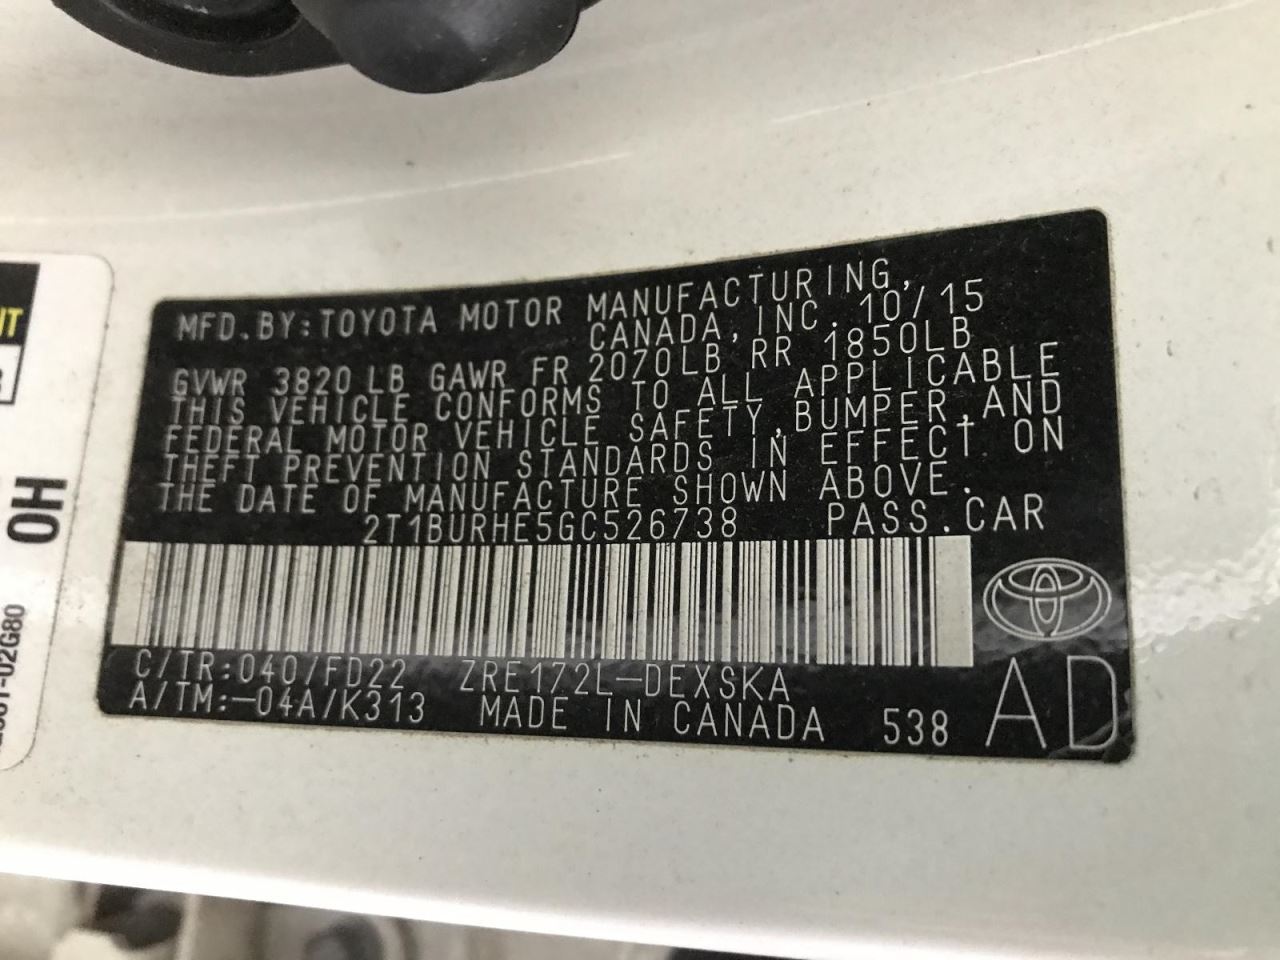 MFD.BY:TOYOTA MOTOR MANUFACTURING,
CANADA, INC. 10/15
GVWR 3820 LB GAWR FR 2070LB RR 1850LB
THIS VEHICLE CONFORMS TO ALL APPLICABLE
FEDERAL MOTOR VEHICLE SAFETY, BUMPER, AND
THEFT PREVENTION STANDARDS IN EFFECT ON
THE DATE OF MANUFACTURE SHOWN ABOVE.
2T1BURHE5GC526738 PASS.CAR
C/TR:040/FD22 ZRE172L-DEXSKA
A/TM:-04A/K313 MADE IN CANADA 538 AD
OH